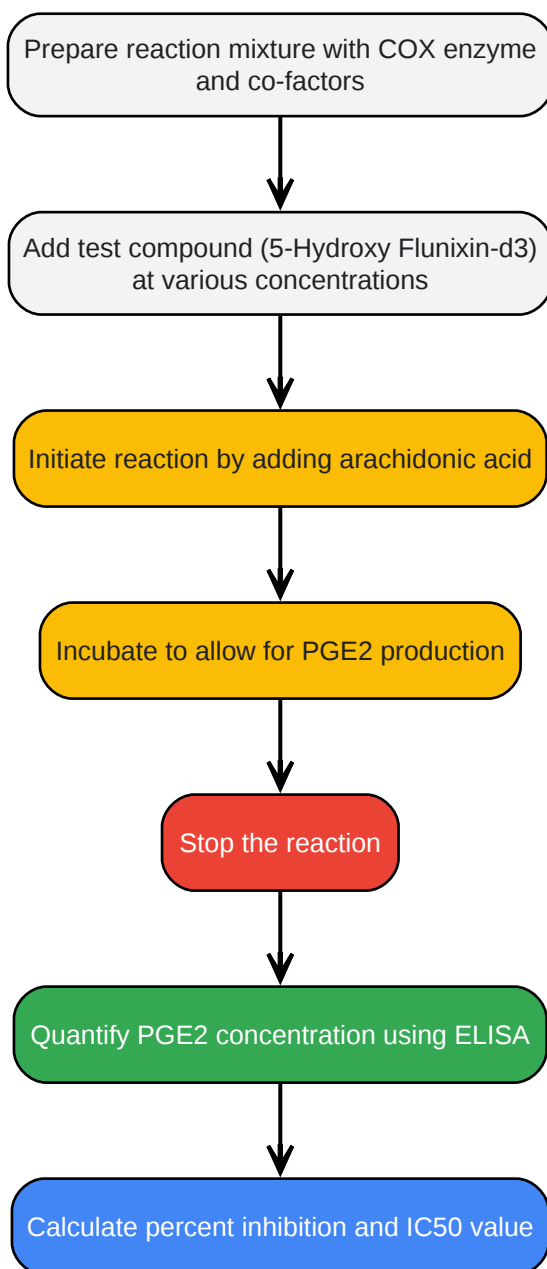 Prepare reaction mixture with COX enzyme
and co-factors
Add test compound (5-Hydroxy Flunixin-d3)
at various concentrations
Initiate reaction by adding arachidonic acid
Incubate to allow for PGE2 production
Stop the reaction
Quantify PGE2 concentration using ELISA
Calculate percent inhibition and IC50 value